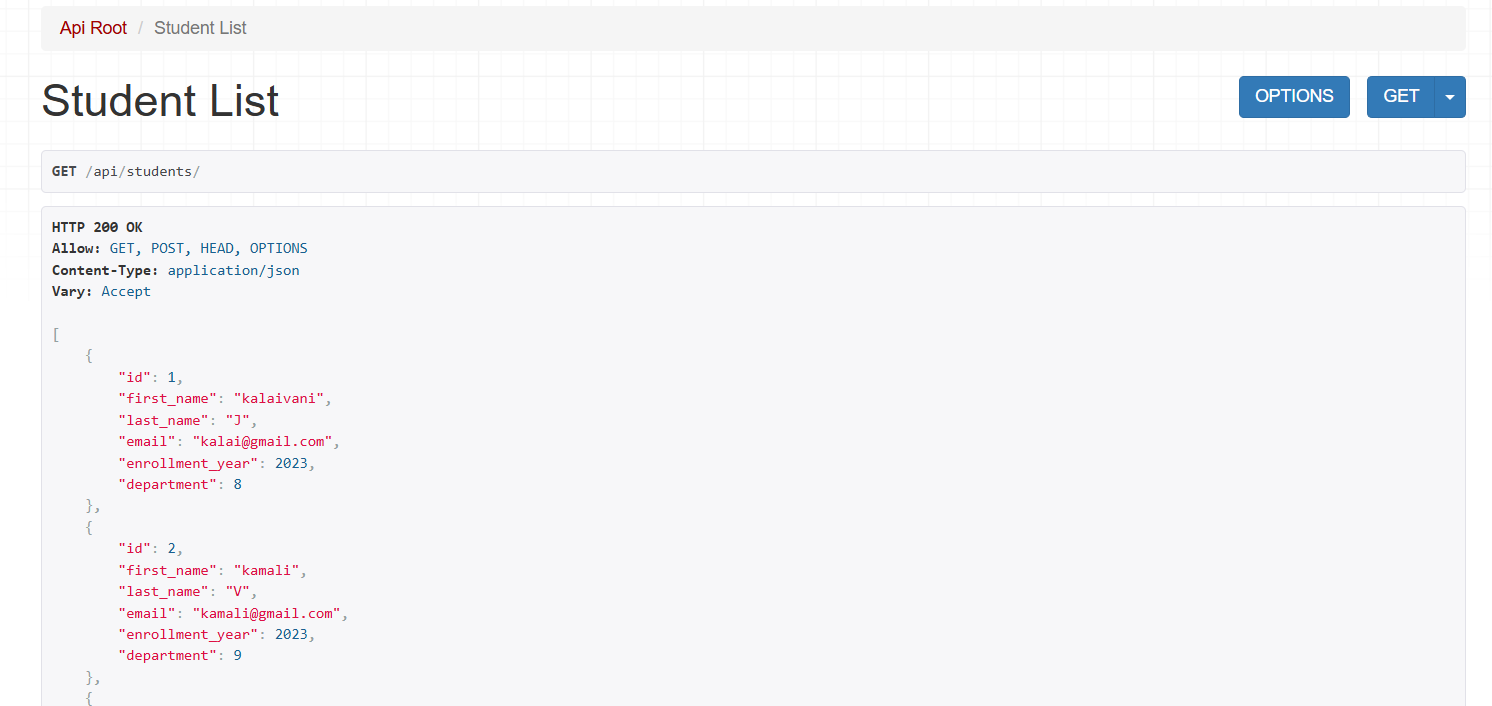 Api Root / Student List
Student List
OPTIONS GET
GET /api/students/
HTTP 200 OK
Allow: GET, POST, HEAD, OPTIONS
Content-Type: application/json
Vary: Accept
[
{
"id": 1,
"first_name": "kalaivani",
"last_name": "J",
"email": "kalai@gmail.com",
"enrollment_year": 2023,
"department": 8
},
{
"id": 2,
"first_name": "kamali",
"last_name": "V",
"email": "kamali@gmail.com",
"enrollment_year": 2023,
"department": 9
},
{